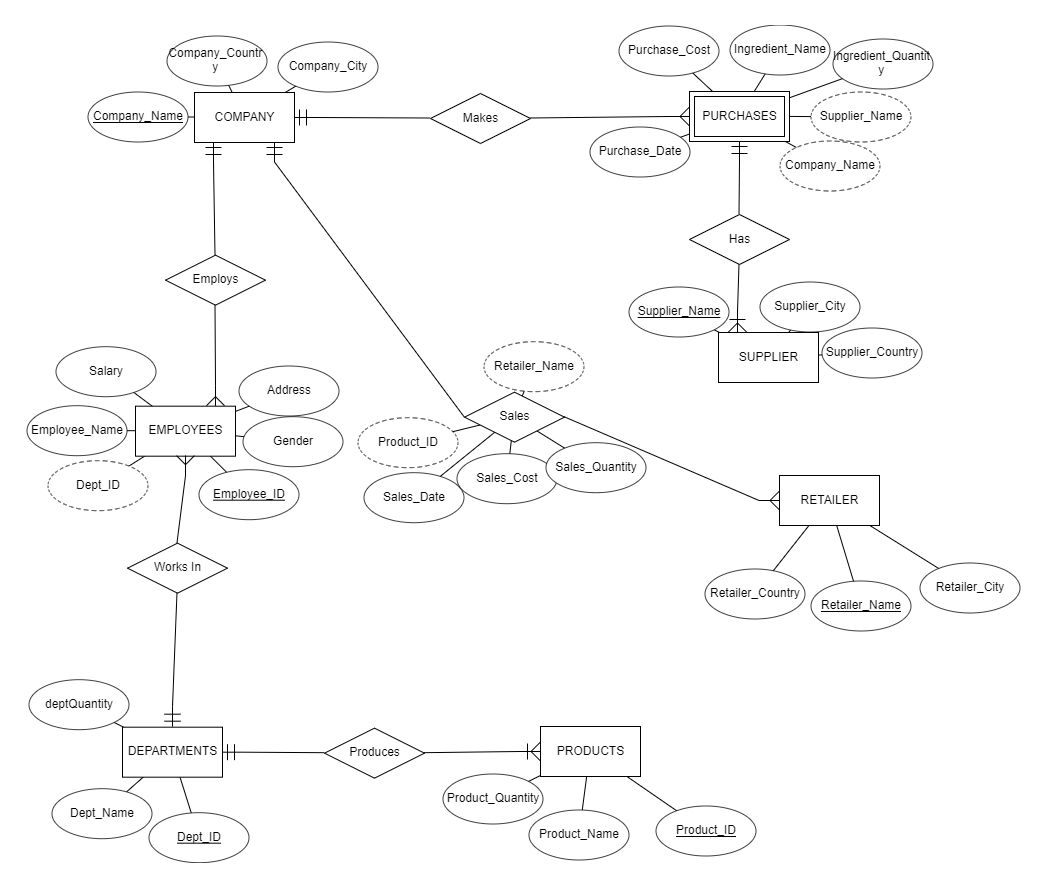 Company_Countr
y
Company_City
Company_Name
COMPANY
Makes
Purchase_Cost
Ingredient_Name
Ingredient_Quantit
y
PURCHASES
Supplier_Name
Purchase_Date
Company_Name
Employs
Has
Supplier_Name
Supplier_City
SUPPLIER
Supplier_Country
Salary
Address
Employee_Name
EMPLOYEES
Gender
Dept_ID
Employee_ID
Retailer_Name
Sales
Product_ID
Sales_Date
Sales_Cost
Sales_Quantity
RETAILER
Retailer_Country
Retailer_Name
Retailer_City
Works In
deptQuantity
DEPARTMENTS
Dept_Name
Dept_ID
Produces
PRODUCTS
Product_Quantity
Product_Name
Product_ID